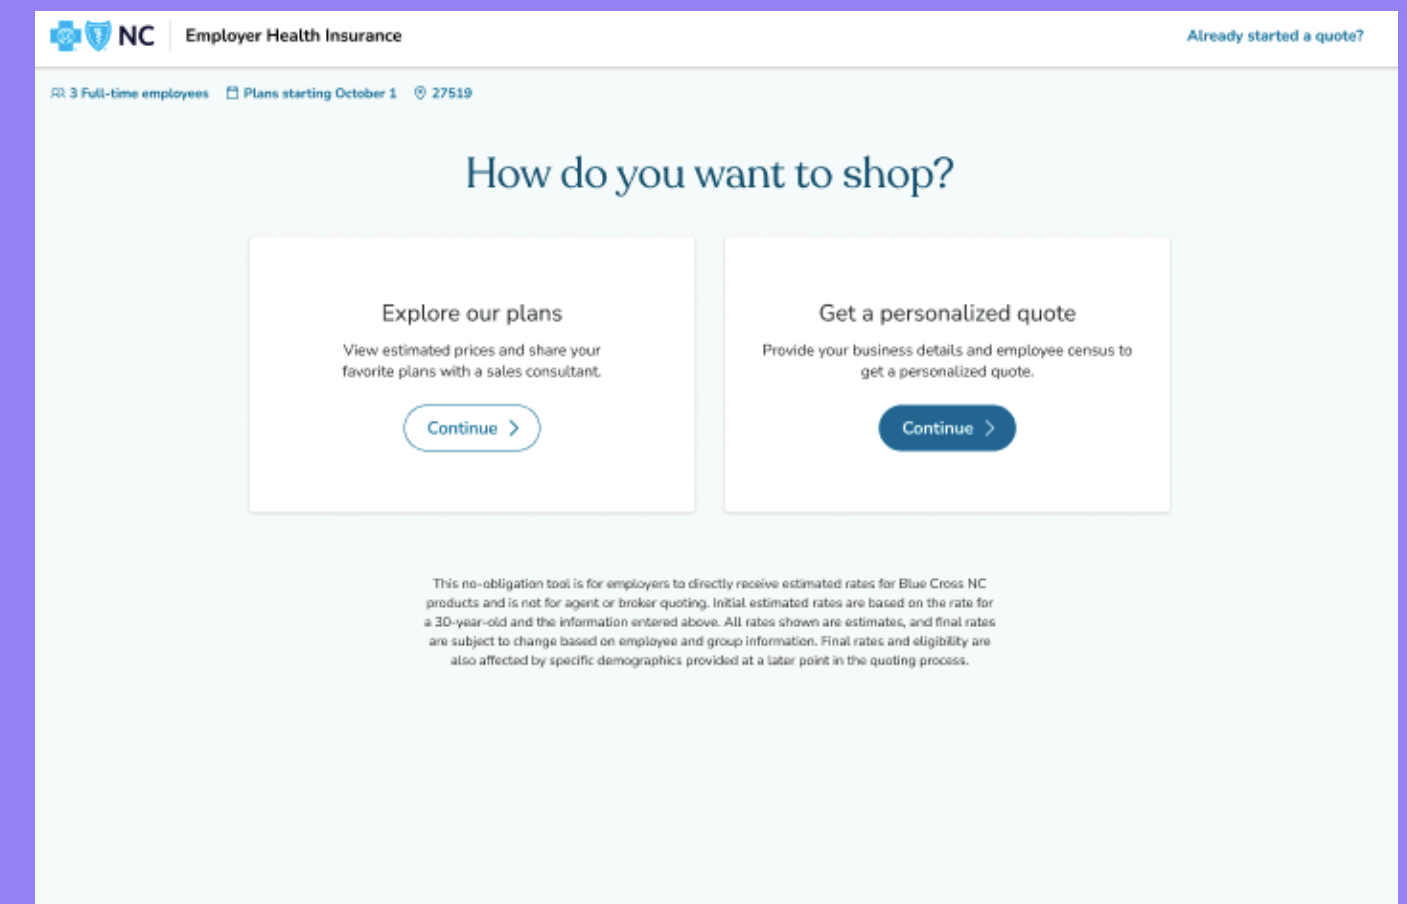 NC Employer Health Insurance Already started a quote?
3 Full-time employees Plans starting October 1 27519
How do you want to shop?
Explore our plans
View estimated prices and share your
favorite plans with a sales consultant.
Continue
Get a personalized quote
Provide your business details and employee census to
get a personalized quote.
Continue
This no-obligation tool is for employers to directly receive estimated rates for Blue Cross NC
products and is not for agent or broker quoting. Initial estimated rates are based on the rate for
a 30-year-old and the information entered above. All rates shown are estimates, and final rates
are subject to change based on employee and group information. Final rates and eligibility are
also affected by specific demographics provided at a later point in the quoting process.